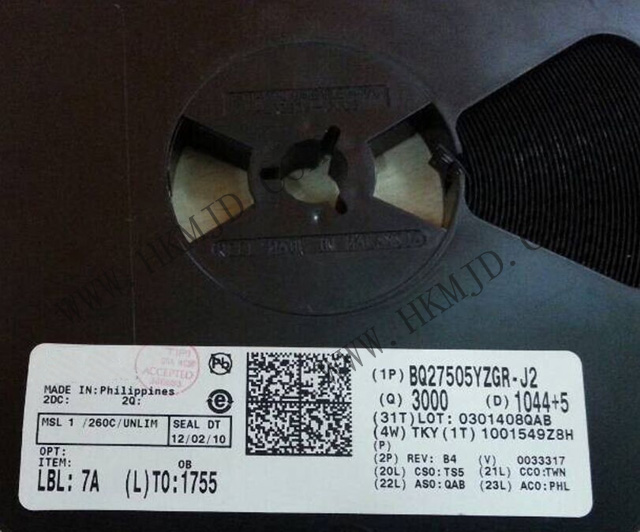 WWW.HKMJD.COM
WWW.HKMJD.C
ACCEPTED
Pb
e
MADE IN:Philippines
2DC: 2Q:
MSL 1 /260C/UNLIM
SEAL DT
12/02/10
OPT:
ITEM: OB
LBL: 7A (L)TO:1755
(1P) BQ27505YZGR-J2
(Q) 3000 (D) 1044+5
(31T) LOT: 0301408QAB
(4W) TKY (1T) 1001549Z8H
(P)
(2P) REV: B4 (V) 0033317
(20L) CSO:TS5 (21L) CCO:TWN
(22L) ASO:QAB (23L) ACO:PHL